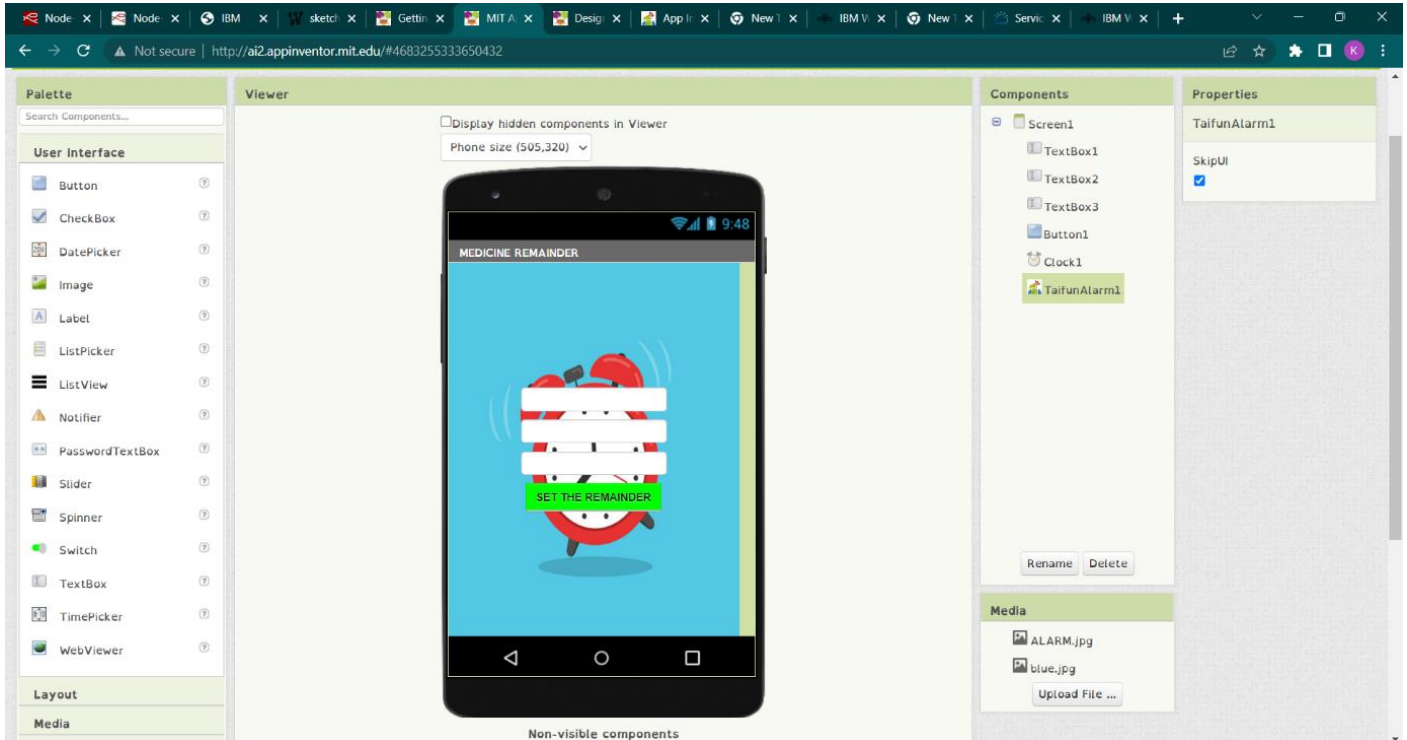 Node-
Node-
IBM
sketch
Gettin
MIT A
Desig
App In
New T
IBM W
New T
Servic
IBM W
Not secure | http://ai2.appinventor.mit.edu/#4683255333650432
K
Palette
Search Components...
User Interface
Button
CheckBox
DatePicker
Image
Label
ListPicker
ListView
Notifier
PasswordTextBox
Slider
Spinner
Switch
TextBox
TimePicker
WebViewer
Layout
Media
Viewer
Display hidden components in Viewer
Phone size (505,320)
9:48
MEDICINE REMAINDER
SET THE REMAINDER
Non-visible components
Components
Screen1
TextBox1
TextBox2
TextBox3
Button1
Clock1
TaifunAlarm1
Rename Delete
Media
ALARM.jpg
blue.jpg
Upload File ...
Properties
TaifunAlarm1
SkipUI